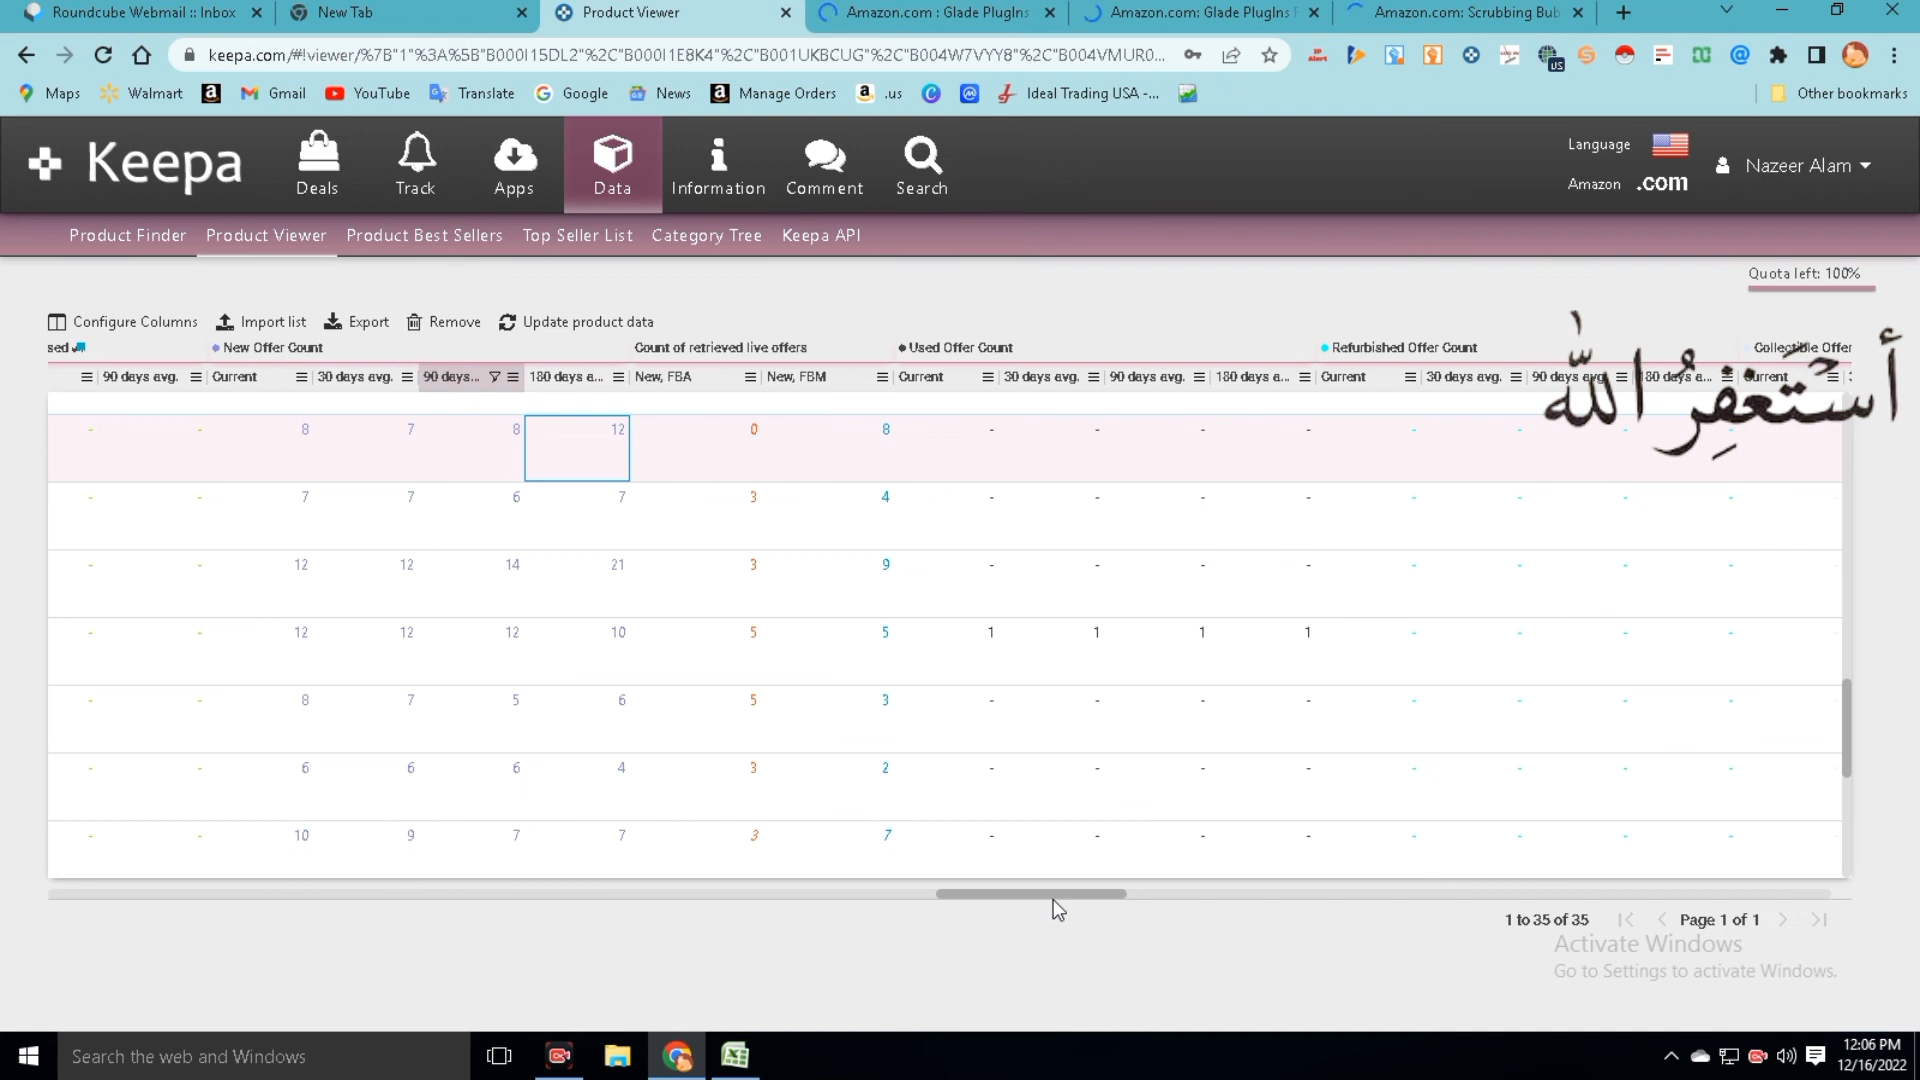 Roundcube Webmail :: Inbox
New Tab
Product Viewer
Amazon.com : Glade PlugIns
Amazon.com: Glade PlugIns
Amazon.com: Scrubbing Bub
keepa.com/#!viewer/%7B"1"%3A%5B"B000I15DL2"%2C"B000I1E8K4"%2C"B001UKBCUG"%2C"B004W7VYY8"%2C"B004VMUR0...
Maps Walmart Gmail YouTube Translate Google News Manage Orders .us Ideal Trading USA -... Other bookmarks
Keepa
Deals Track Apps Data Information Comment Search
Language
Amazon .com
Nazeer Alam
Product Finder Product Viewer Product Best Sellers Top Seller List Category Tree Keepa API
Quota left: 100%
Configure Columns Import list Export Remove Update product data
sed New Offer Count Count of retrieved live offers Used Offer Count Refurbished Offer Count Collectible Offer
90 days avg. Current 30 days avg. 90 days... 180 days a... New, FBA New, FBM Current 30 days avg. 90 days avg. 180 days a... Current 30 days avg. 90 days avg. 180 days a... Current
أستغفر الله
- - 8 7 8 12 0 8 - - - - - - - -
- - 7 7 6 7 3 4 - - - - - - - -
- - 12 12 14 21 3 9 - - - - - - - -
- - 12 12 12 10 5 5 1 1 1 1 - - - -
- - 8 7 5 6 5 3 - - - - - - - -
- - 6 6 6 4 3 2 - - - - - - - -
- - 10 9 7 7 3 7 - - - - - - - -
1 to 35 of 35 Page 1 of 1
Activate Windows
Go to Settings to activate Windows.
Search the web and Windows
12:06 PM
12/16/2022